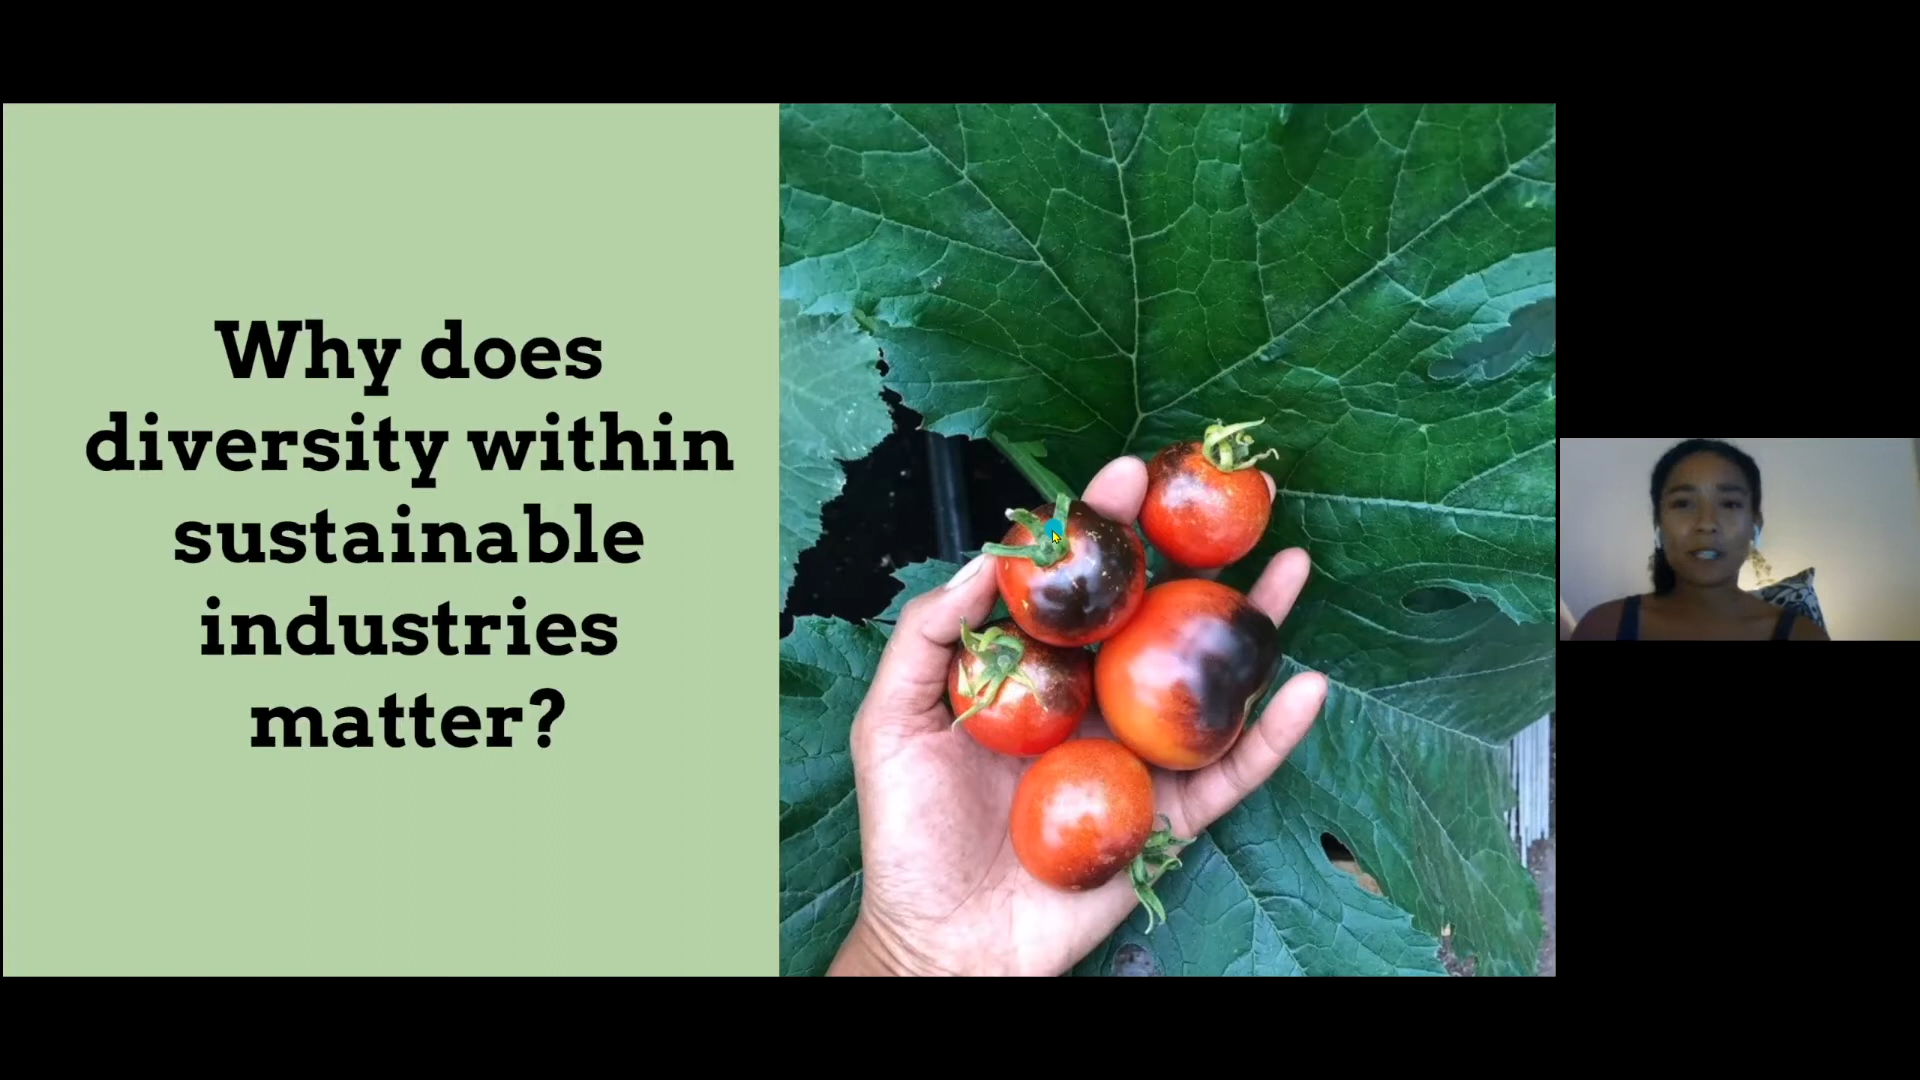 Why does
diversity within
sustainable
industries
matter?